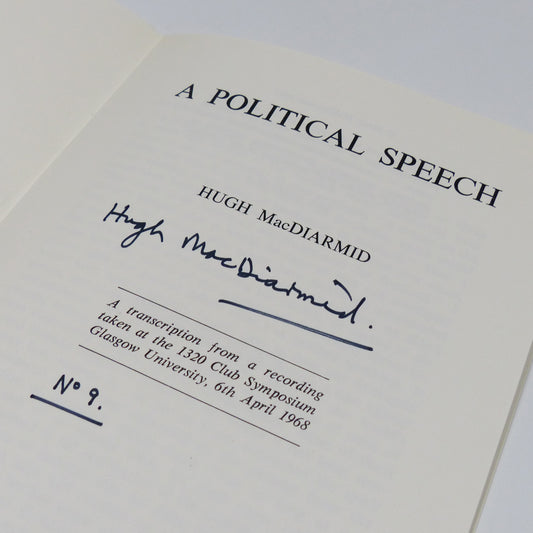 A POLITICAL SPEECH
HUGH MacDIARMID
Hugh MacDiarmid.
A transcription from a recording
taken at the 1320 Club Symposium
Glasgow University, 6th April 1968
Nº 9.